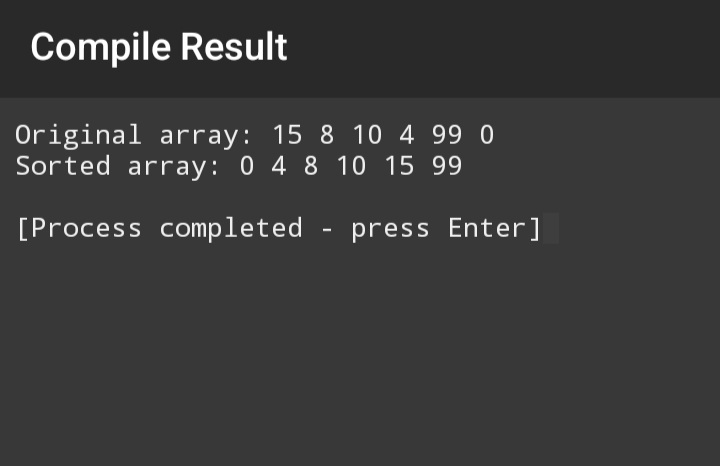 Compile Result
Original array: 15 8 10 4 99 0
Sorted array: 0 4 8 10 15 99
[Process completed - press Enter]